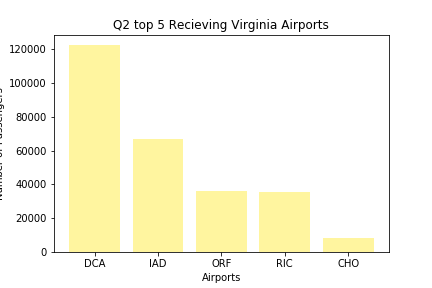 Q2 top 5 Recieving Virginia Airports
Number of Passengers
120000
100000
80000
60000
40000
20000
0
DCA IAD ORF RIC CHO
Airports